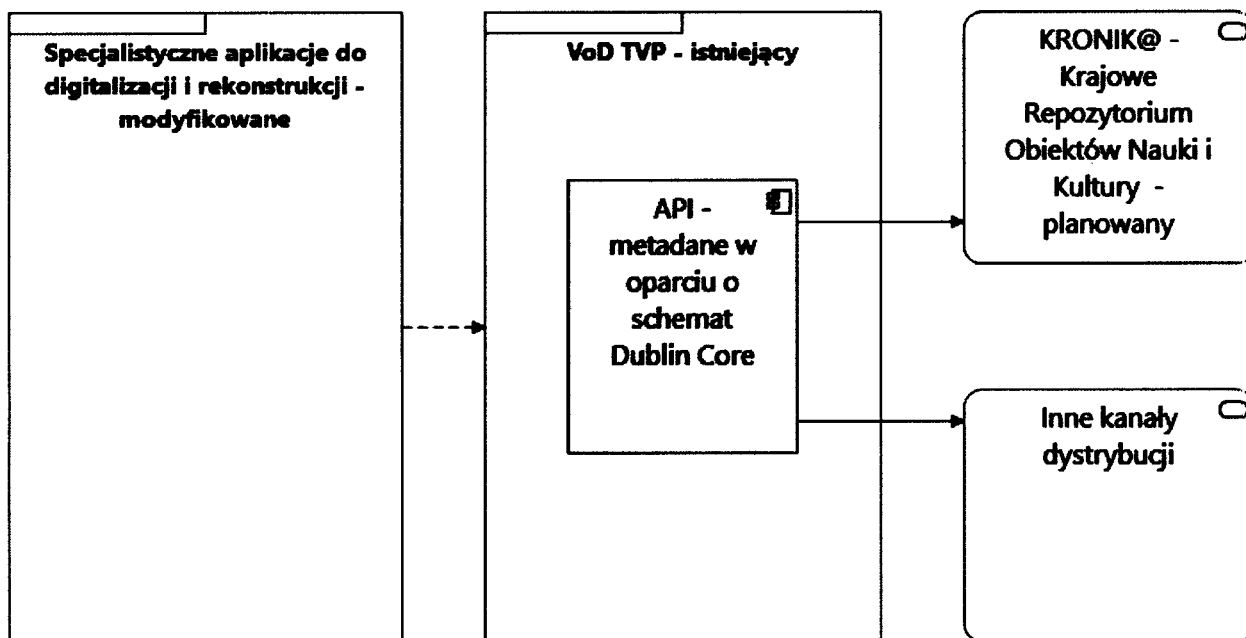 Specjalistyczne aplikacje do
digitalizacji i rekonstrukcji -
modyfikowane
VoD TVP - istniejący
API -
metadane w
oparciu o
schemat
Dublin Core
KRONIK@ -
Krajowe
Repozytorium
Obiektów Nauki i
Kultury -
planowany
Inne kanały
dystrybucji